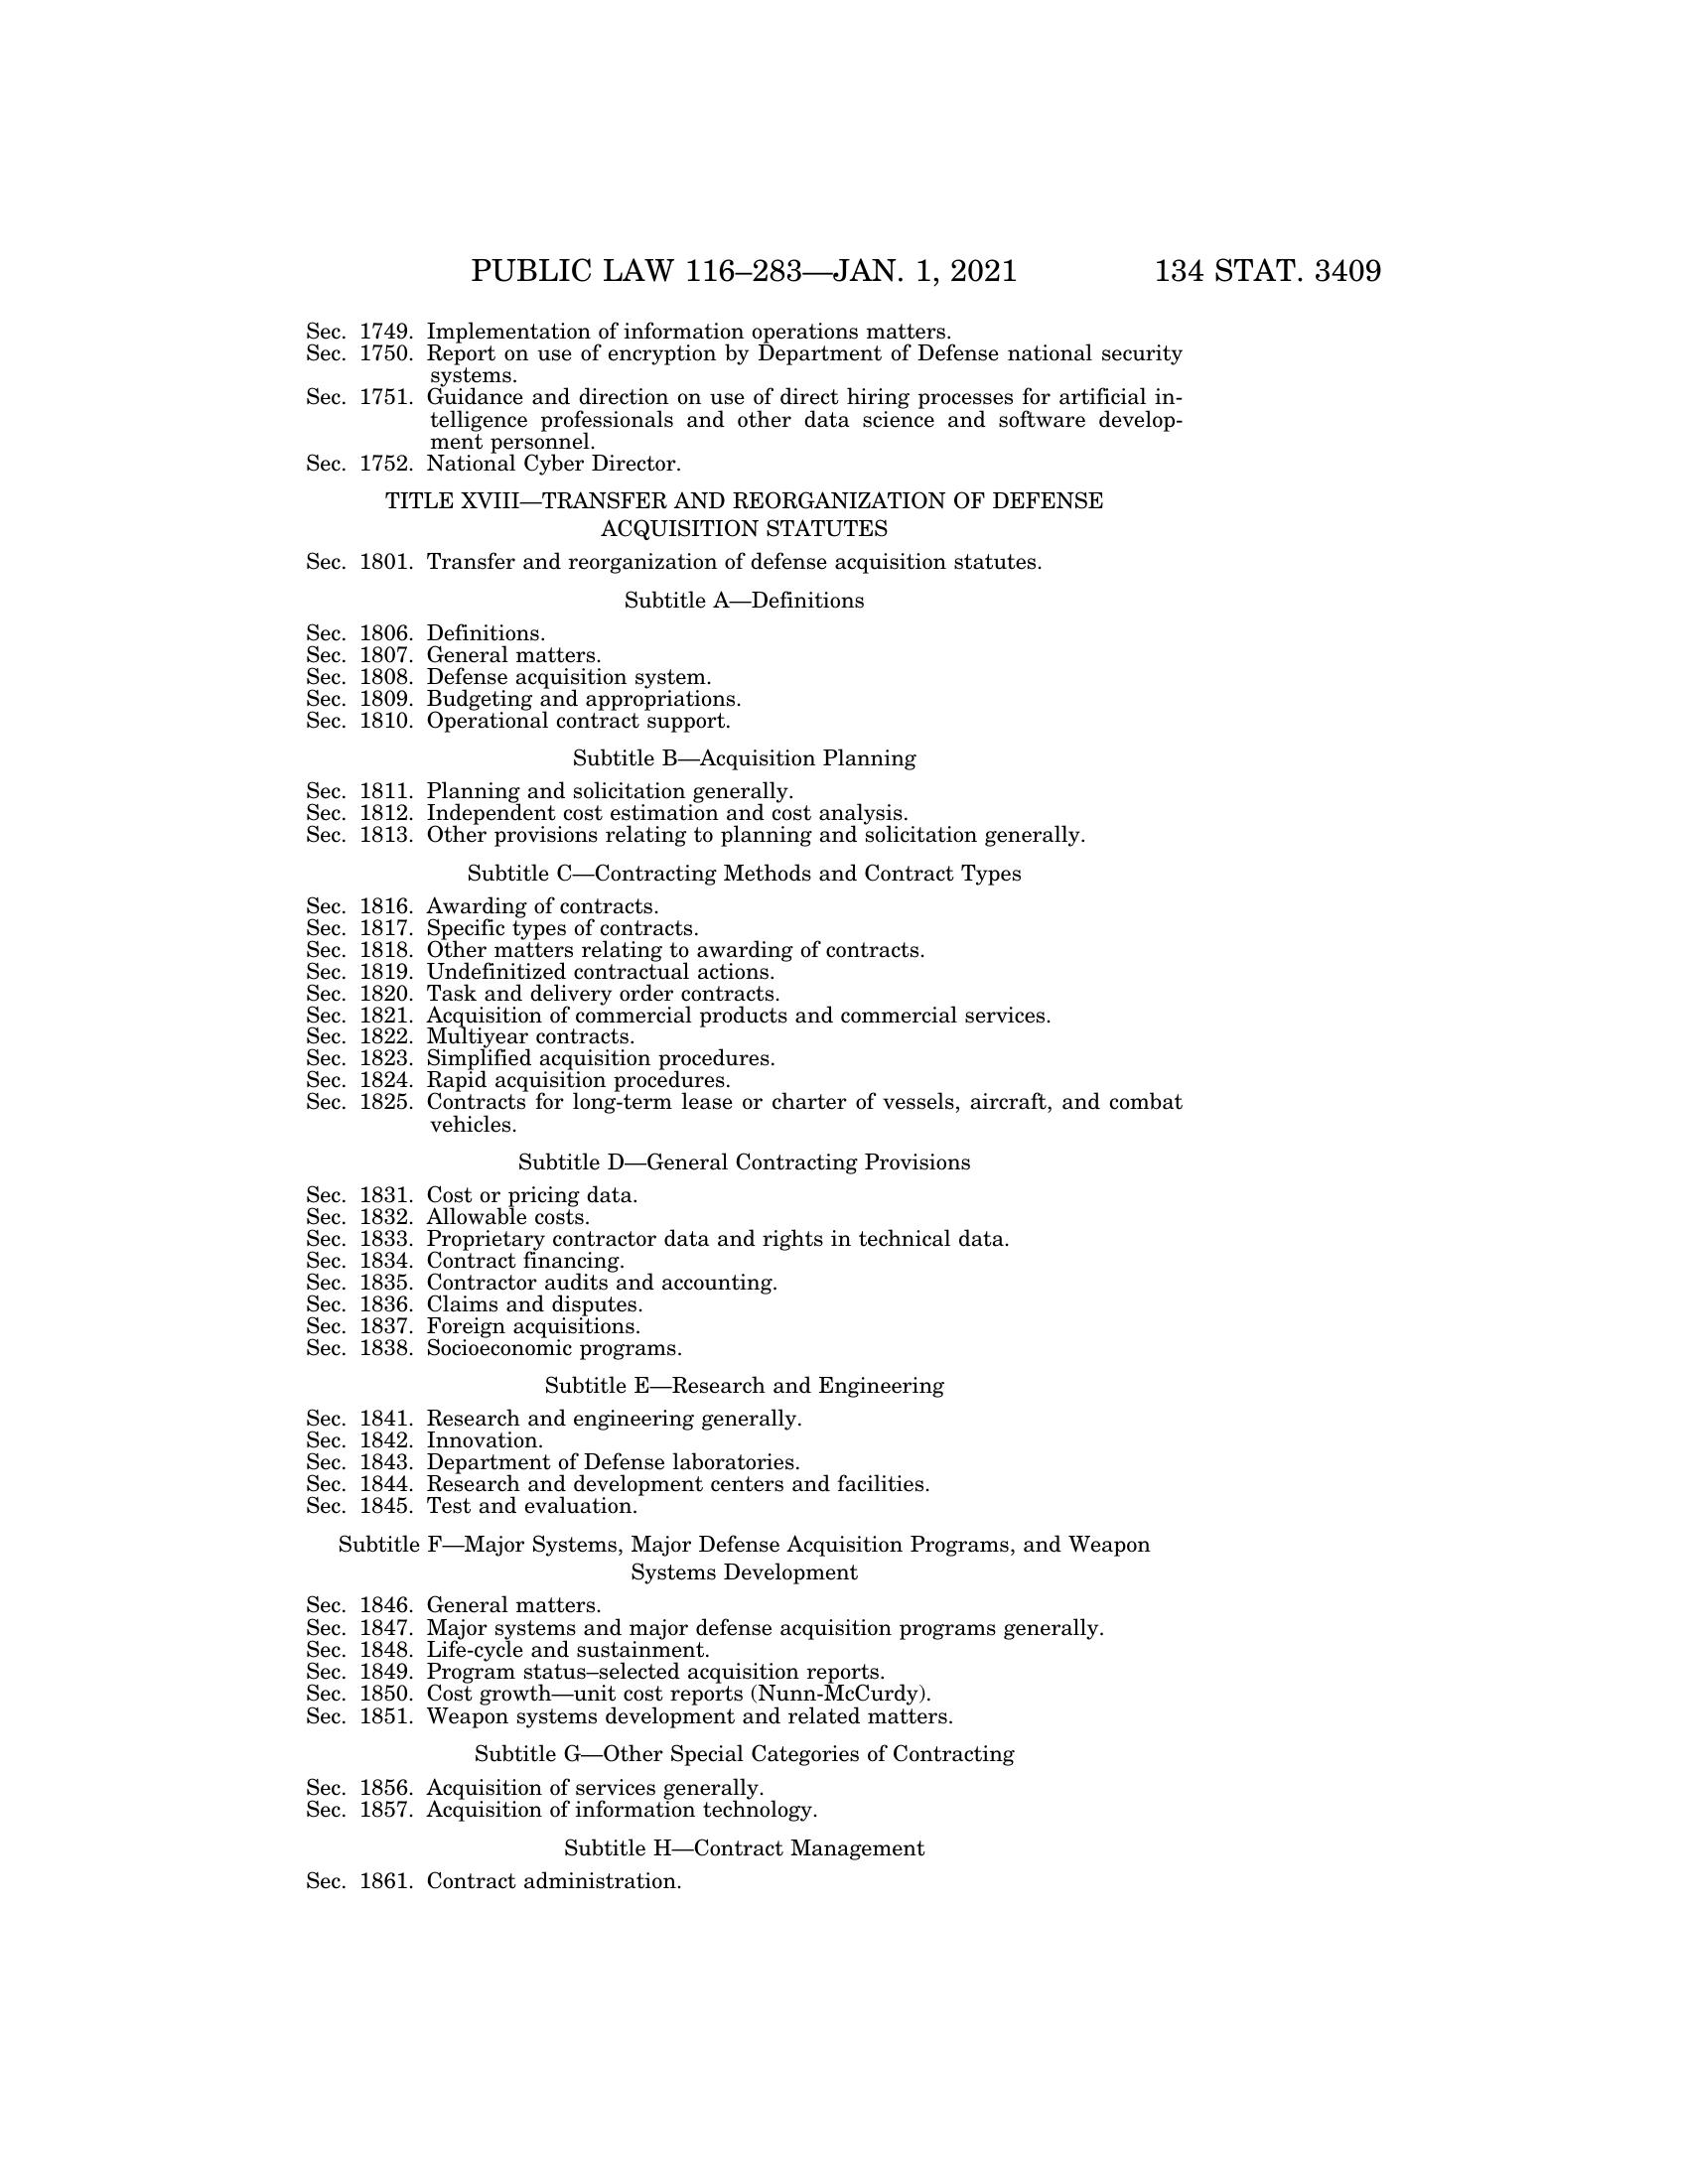 PUBLIC LAW 116–283—JAN. 1, 2021 134 STAT. 3409
Sec. 1749. Implementation of information operations matters.
Sec. 1750. Report on use of encryption by Department of Defense national security
systems.
Sec. 1751. Guidance and direction on use of direct hiring processes for artificial in-
telligence professionals and other data science and software develop-
ment personnel.
Sec. 1752. National Cyber Director.
TITLE XVIII—TRANSFER AND REORGANIZATION OF DEFENSE
ACQUISITION STATUTES
Sec. 1801. Transfer and reorganization of defense acquisition statutes.
Subtitle A—Definitions
Sec. 1806. Definitions.
Sec. 1807. General matters.
Sec. 1808. Defense acquisition system.
Sec. 1809. Budgeting and appropriations.
Sec. 1810. Operational contract support.
Subtitle B—Acquisition Planning
Sec. 1811. Planning and solicitation generally.
Sec. 1812. Independent cost estimation and cost analysis.
Sec. 1813. Other provisions relating to planning and solicitation generally.
Subtitle C—Contracting Methods and Contract Types
Sec. 1816. Awarding of contracts.
Sec. 1817. Specific types of contracts.
Sec. 1818. Other matters relating to awarding of contracts.
Sec. 1819. Undefinitized contractual actions.
Sec. 1820. Task and delivery order contracts.
Sec. 1821. Acquisition of commercial products and commercial services.
Sec. 1822. Multiyear contracts.
Sec. 1823. Simplified acquisition procedures.
Sec. 1824. Rapid acquisition procedures.
Sec. 1825. Contracts for long-term lease or charter of vessels, aircraft, and combat
vehicles.
Subtitle D—General Contracting Provisions
Sec. 1831. Cost or pricing data.
Sec. 1832. Allowable costs.
Sec. 1833. Proprietary contractor data and rights in technical data.
Sec. 1834. Contract financing.
Sec. 1835. Contractor audits and accounting.
Sec. 1836. Claims and disputes.
Sec. 1837. Foreign acquisitions.
Sec. 1838. Socioeconomic programs.
Subtitle E—Research and Engineering
Sec. 1841. Research and engineering generally.
Sec. 1842. Innovation.
Sec. 1843. Department of Defense laboratories.
Sec. 1844. Research and development centers and facilities.
Sec. 1845. Test and evaluation.
Subtitle F—Major Systems, Major Defense Acquisition Programs, and Weapon
Systems Development
Sec. 1846. General matters.
Sec. 1847. Major systems and major defense acquisition programs generally.
Sec. 1848. Life-cycle and sustainment.
Sec. 1849. Program status–selected acquisition reports.
Sec. 1850. Cost growth—unit cost reports (Nunn-McCurdy).
Sec. 1851. Weapon systems development and related matters.
Subtitle G—Other Special Categories of Contracting
Sec. 1856. Acquisition of services generally.
Sec. 1857. Acquisition of information technology.
Subtitle H—Contract Management
Sec. 1861. Contract administration.